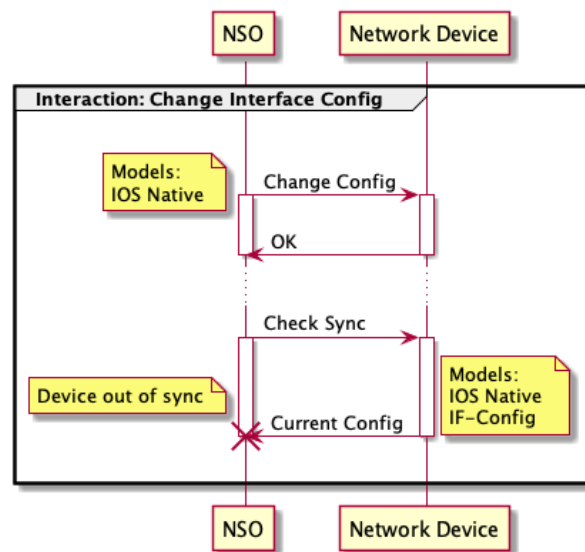 NSO
Network Device
Interaction: Change Interface Config
Models:
IOS Native
Change Config
OK
Check Sync
Device out of sync
Models:
IOS Native
IF-Config
Current Config
NSO
Network Device